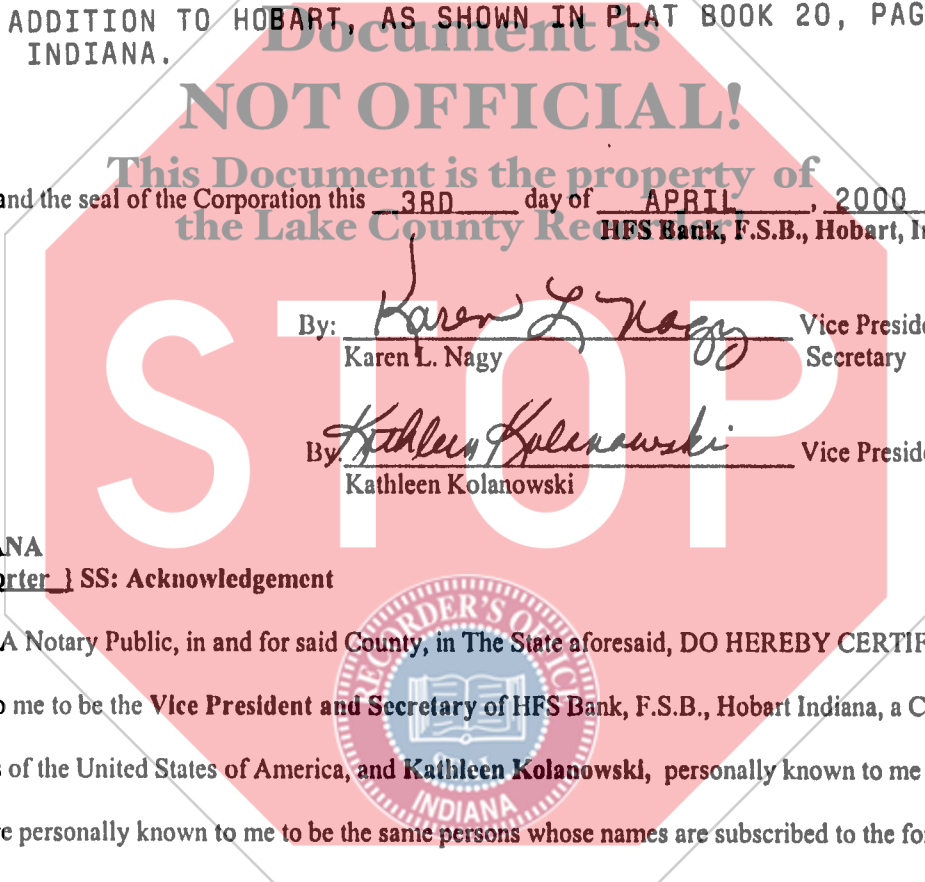 ADDITION TO HOBART, AS SHOWN IN PLAT BOOK 20, PAG
INDIANA.
Document is
NOT OFFICIAL!
This Document is the property of
the Lake County Recorder!
and the seal of the Corporation this 3RD day of APRIL, 2000
HFS Bank, F.S.B., Hobart, In
STOP
By: Karen L Nagy Vice Preside
Karen L. Nagy Secretary
By: Kathleen Kolanowski Vice Preside
Kathleen Kolanowski
ANA
orter } SS: Acknowledgement
A Notary Public, in and for said County, in The State aforesaid, DO HEREBY CERTIF
o me to be the Vice President and Secretary of HFS Bank, F.S.B., Hobart Indiana, a C
s of the United States of America, and Kathleen Kolanowski, personally known to me
re personally known to me to be the same persons whose names are subscribed to the fo
RECORDER'S OFFICE
SEAL
INDIANA